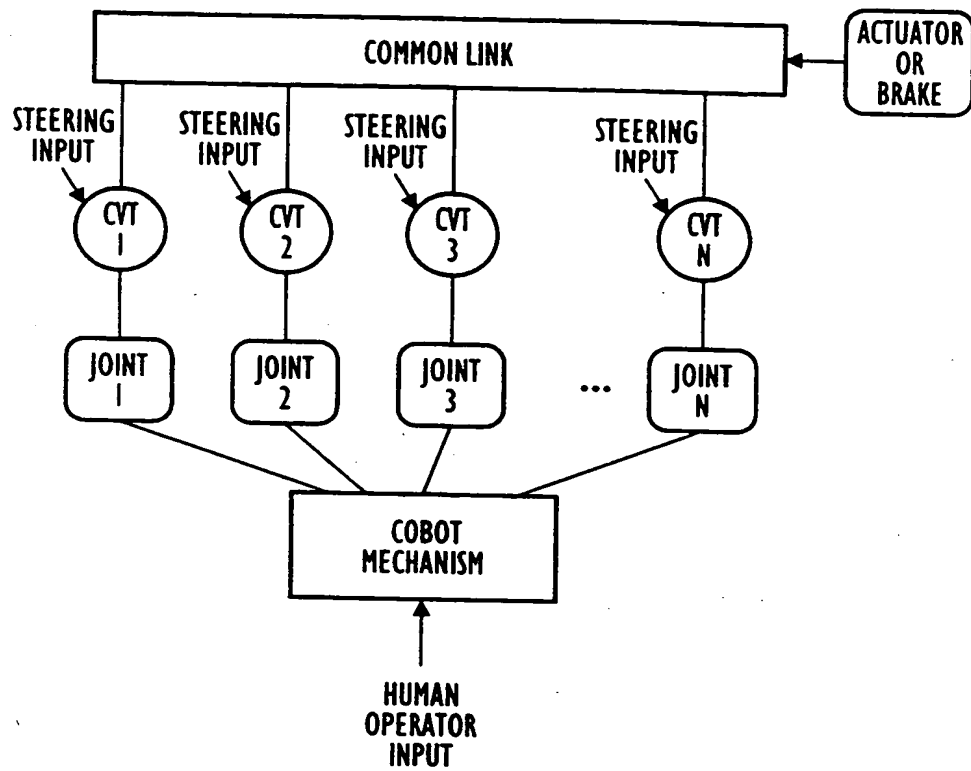 COMMON LINK
ACTUATOR
OR
BRAKE
STEERING
INPUT
STEERING
INPUT
STEERING
INPUT
STEERING
INPUT
CVT
1
CVT
2
CVT
3
CVT
N
JOINT
1
JOINT
2
JOINT
3
...
JOINT
N
COBOT
MECHANISM
HUMAN
OPERATOR
INPUT